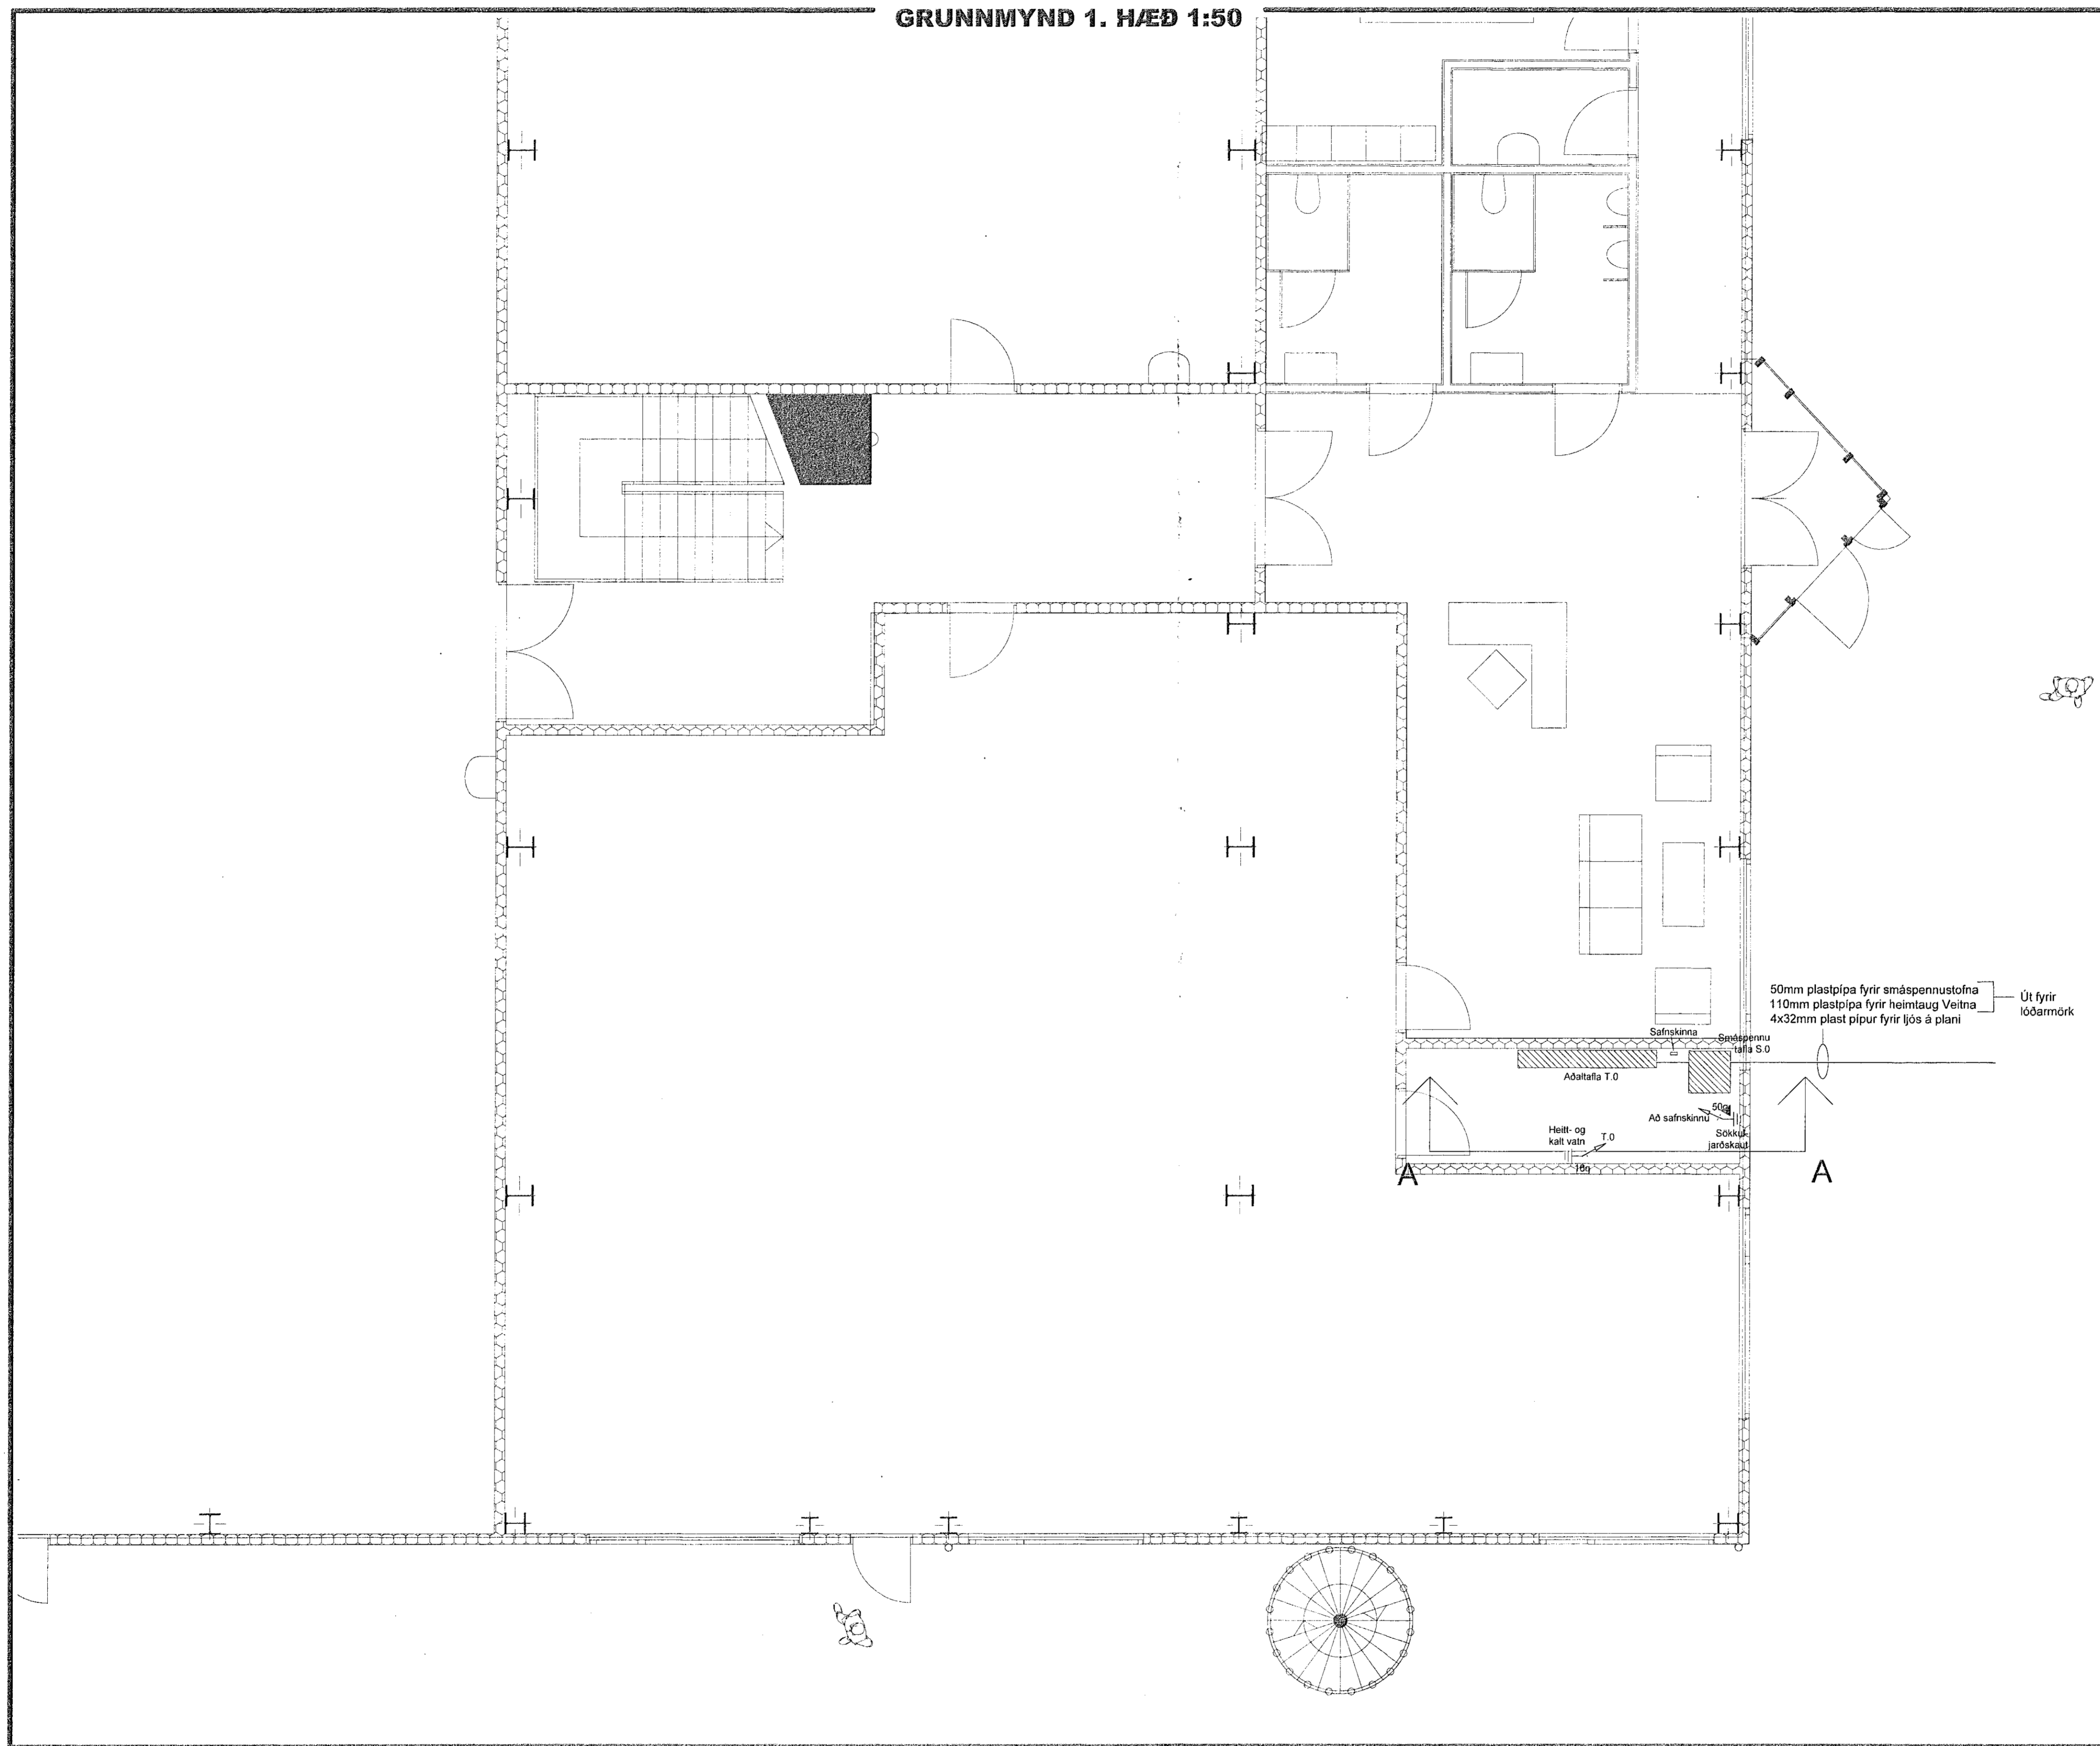 GRUNNMYND 1. HÆÐ 1:50
50mm plastpípa fyrir smáspennustofna
110mm plastpípa fyrir heimtaug Veitna
4x32mm plast pípur fyrir ljós á plani
Út fyrir
lóðarmörk
Safnskinna
Smáspennu
tafla S.0
Aðaltafla T.0
50q
Að safnskinnu
Sökkul-
jarðskaut
Heitt- og
kalt vatn
T.0
16q
A
A